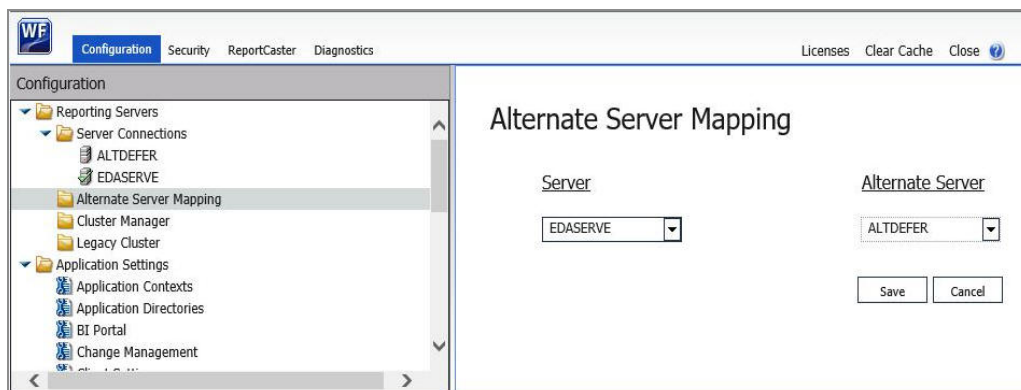 WF
Configuration Security ReportCaster Diagnostics
Licenses Clear Cache Close ?
Configuration
Reporting Servers
Server Connections
ALTDEFER
EDASERVE
Alternate Server Mapping
Cluster Manager
Legacy Cluster
Application Settings
Application Contexts
Application Directories
BI Portal
Change Management
Alternate Server Mapping
Server Alternate Server
EDASERVE ALTDEFER
Save Cancel